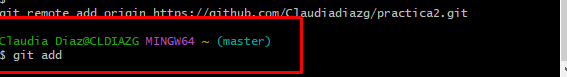 git remote add origin https://github.com/Claudiadiazg/practica2.git
Claudia Diaz@CLDIAZG MINGW64 ~ (master)
$ git add